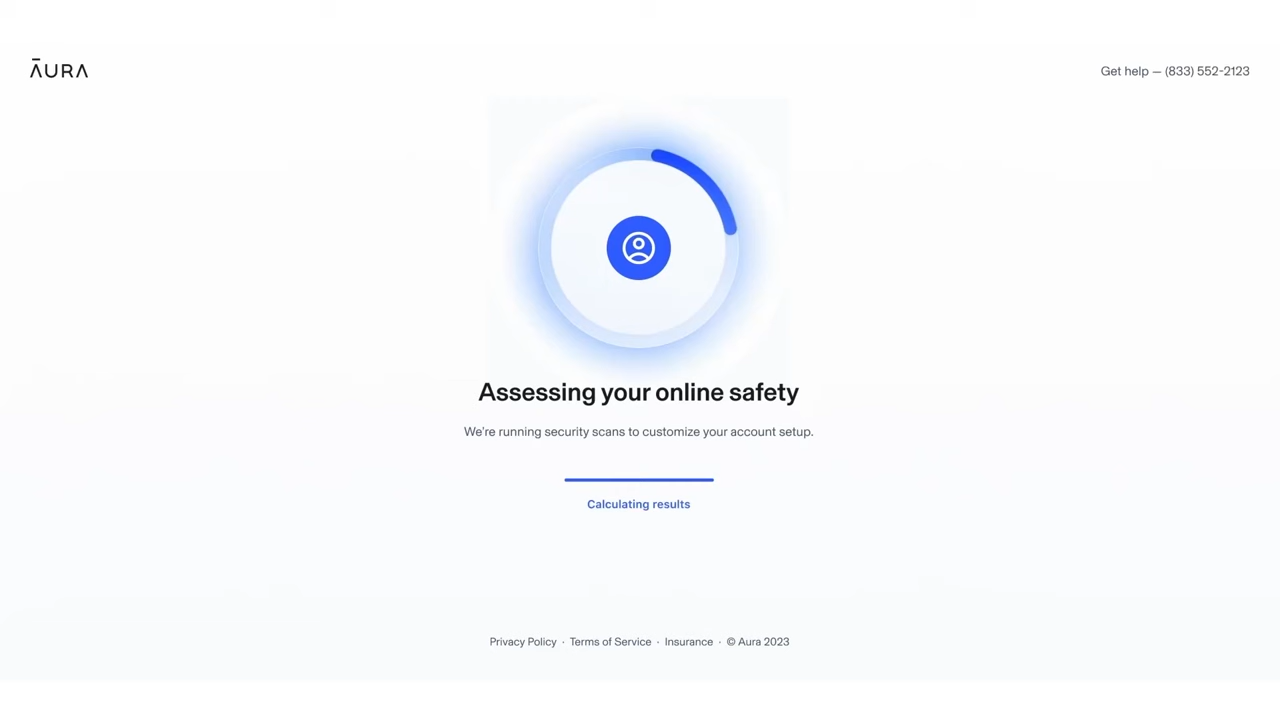 ĀURA
Get help — (833) 552-2123
Assessing your online safety
We're running security scans to customize your account setup.
Calculating results
Privacy Policy · Terms of Service · Insurance · © Aura 2023